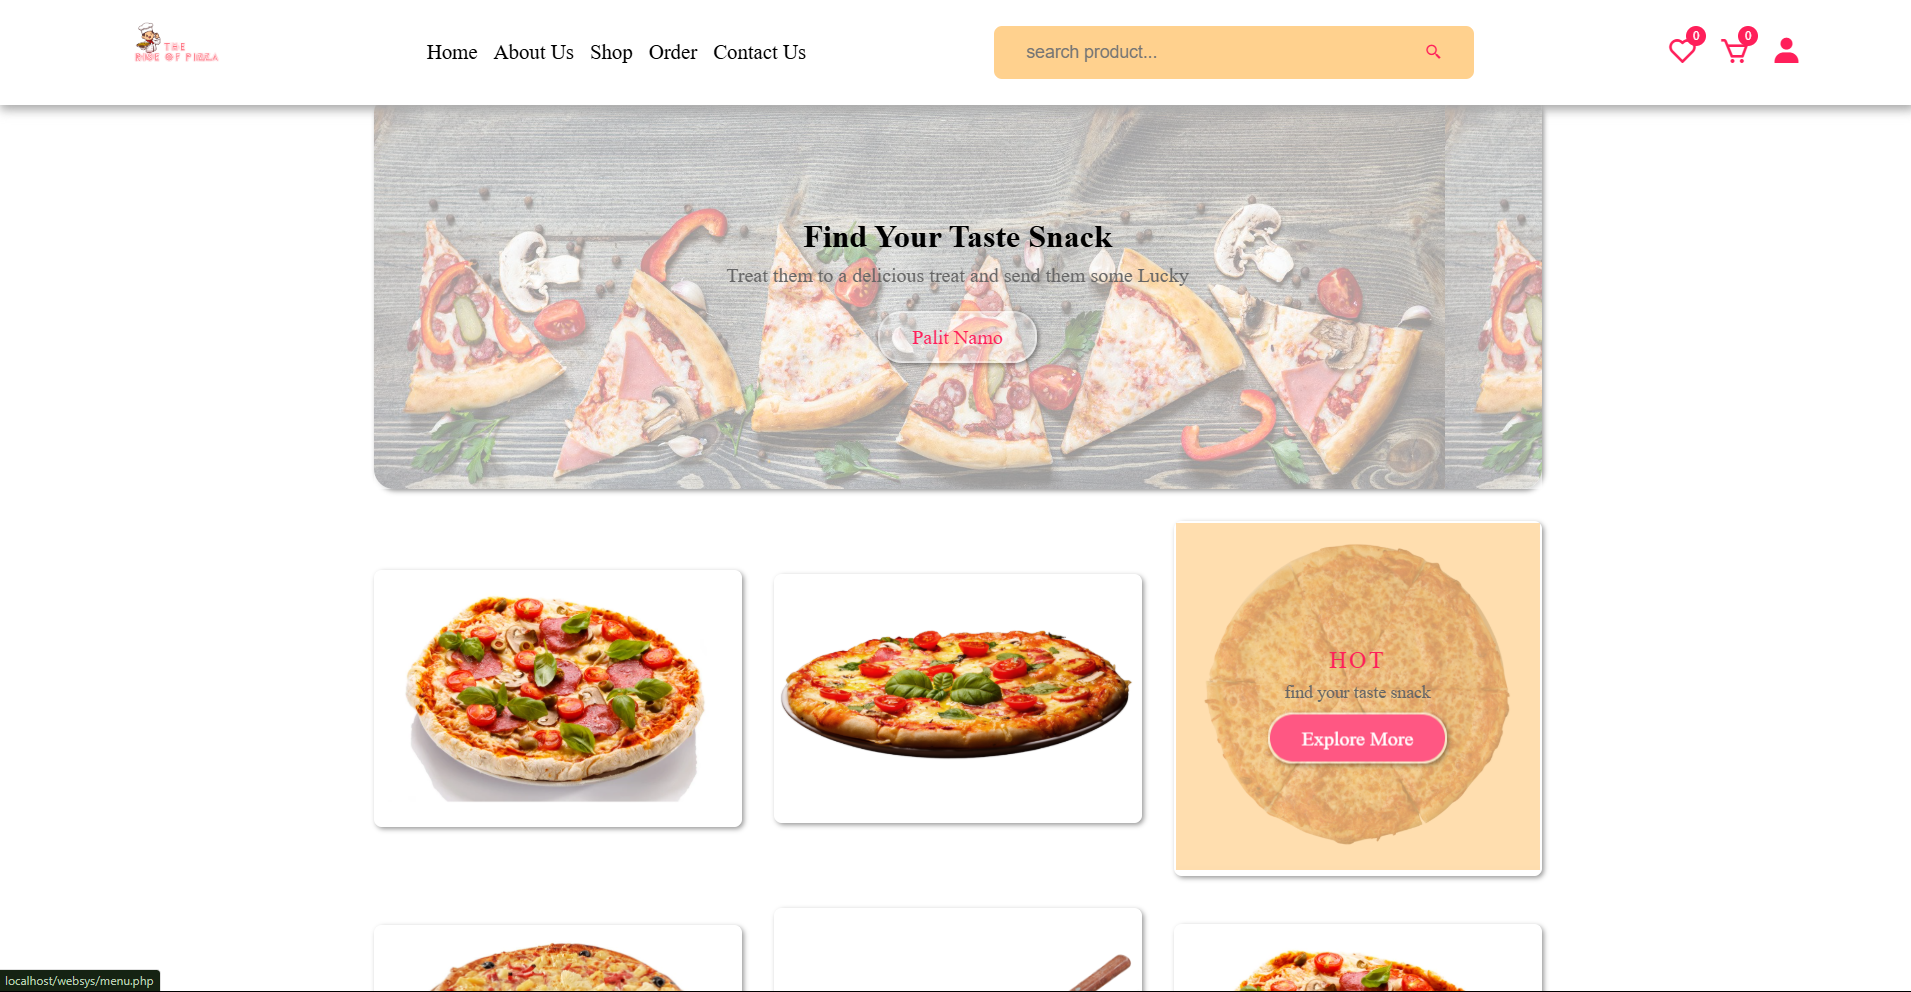 THE
RISE OF PIZZA
Home About Us Shop Order Contact Us
search product...
0
0
Find Your Taste Snack
Treat them to a delicious treat and send them some Lucky
Palit Namo
HOT
find your taste snack
Explore More
localhost/websys/menu.php